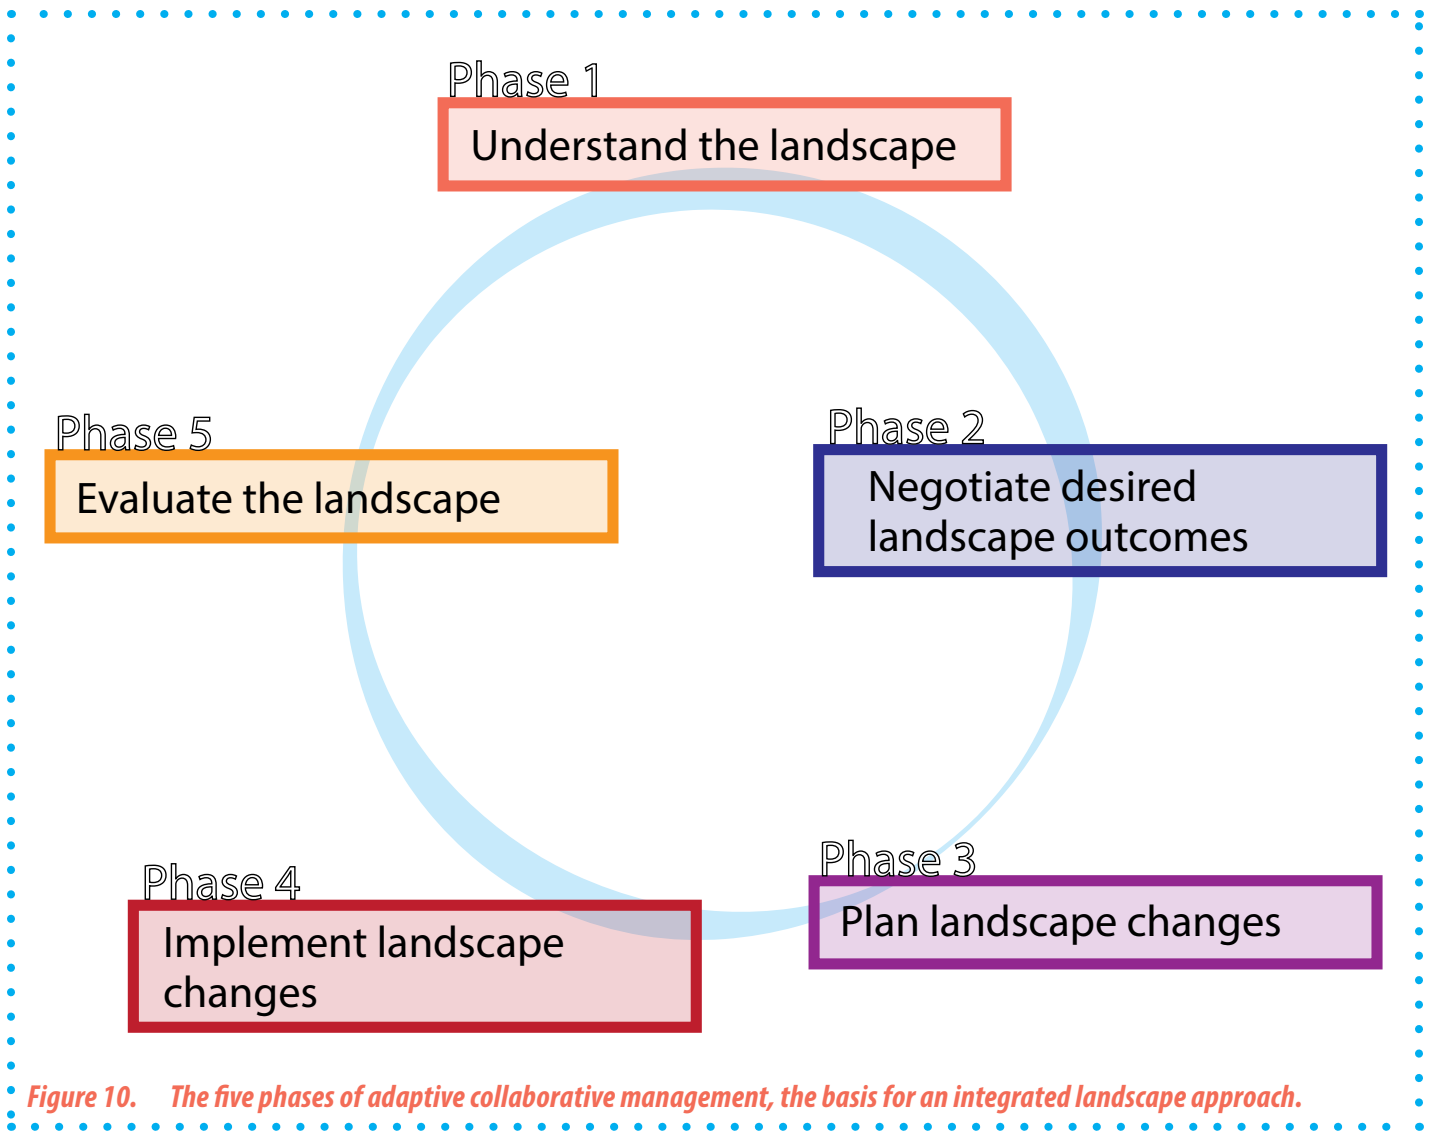 Phase 1
Understand the landscape
Phase 2
Negotiate desired
landscape outcomes
Phase 3
Plan landscape changes
Phase 4
Implement landscape
changes
Phase 5
Evaluate the landscape
Figure 10. The five phases of adaptive collaborative management, the basis for an integrated landscape approach.